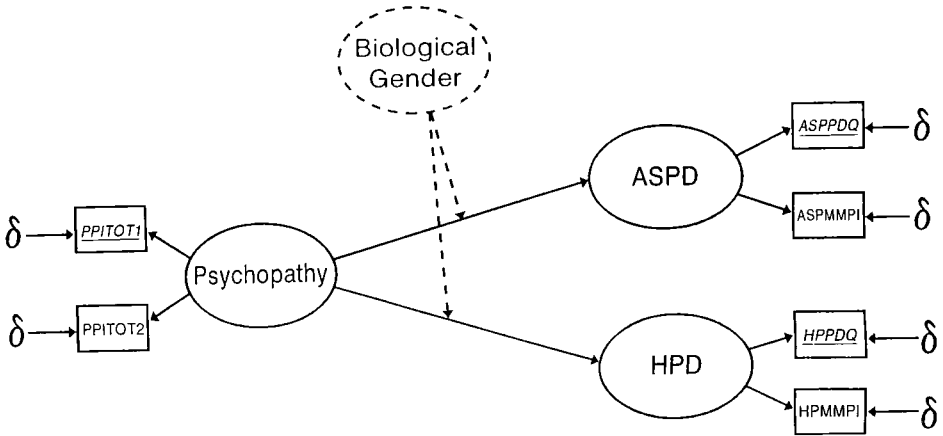 Biological
Gender
δ
ASPPDQ
ASPD
δ
ASPMMPI
δ
PPITOT1
Psychopathy
δ
PPITOT2
HPPDQ
δ
HPD
HPMMPI
δ